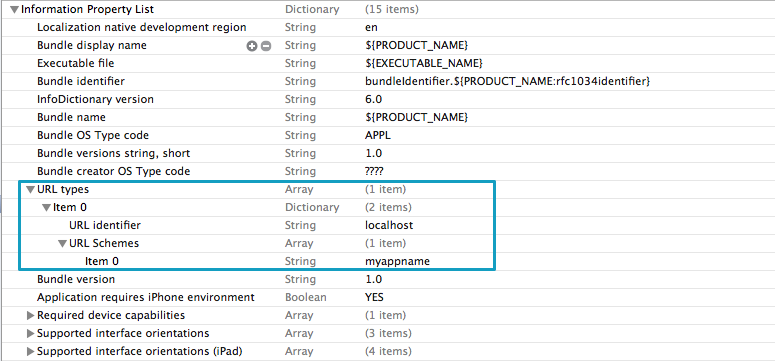 Information Property List Dictionary (15 items)
Localization native development region String en
Bundle display name String ${PRODUCT_NAME}
Executable file String ${EXECUTABLE_NAME}
Bundle identifier String bundleIdentifier.${PRODUCT_NAME:rfc1034identifier}
InfoDictionary version String 6.0
Bundle name String ${PRODUCT_NAME}
Bundle OS Type code String APPL
Bundle versions string, short String 1.0
Bundle creator OS Type code String ????
URL types Array (1 item)
Item 0 Dictionary (2 items)
URL identifier String localhost
URL Schemes Array (1 item)
Item 0 String myappname
Bundle version String 1.0
Application requires iPhone environment Boolean YES
Required device capabilities Array (1 item)
Supported interface orientations Array (3 items)
Supported interface orientations (iPad) Array (4 items)